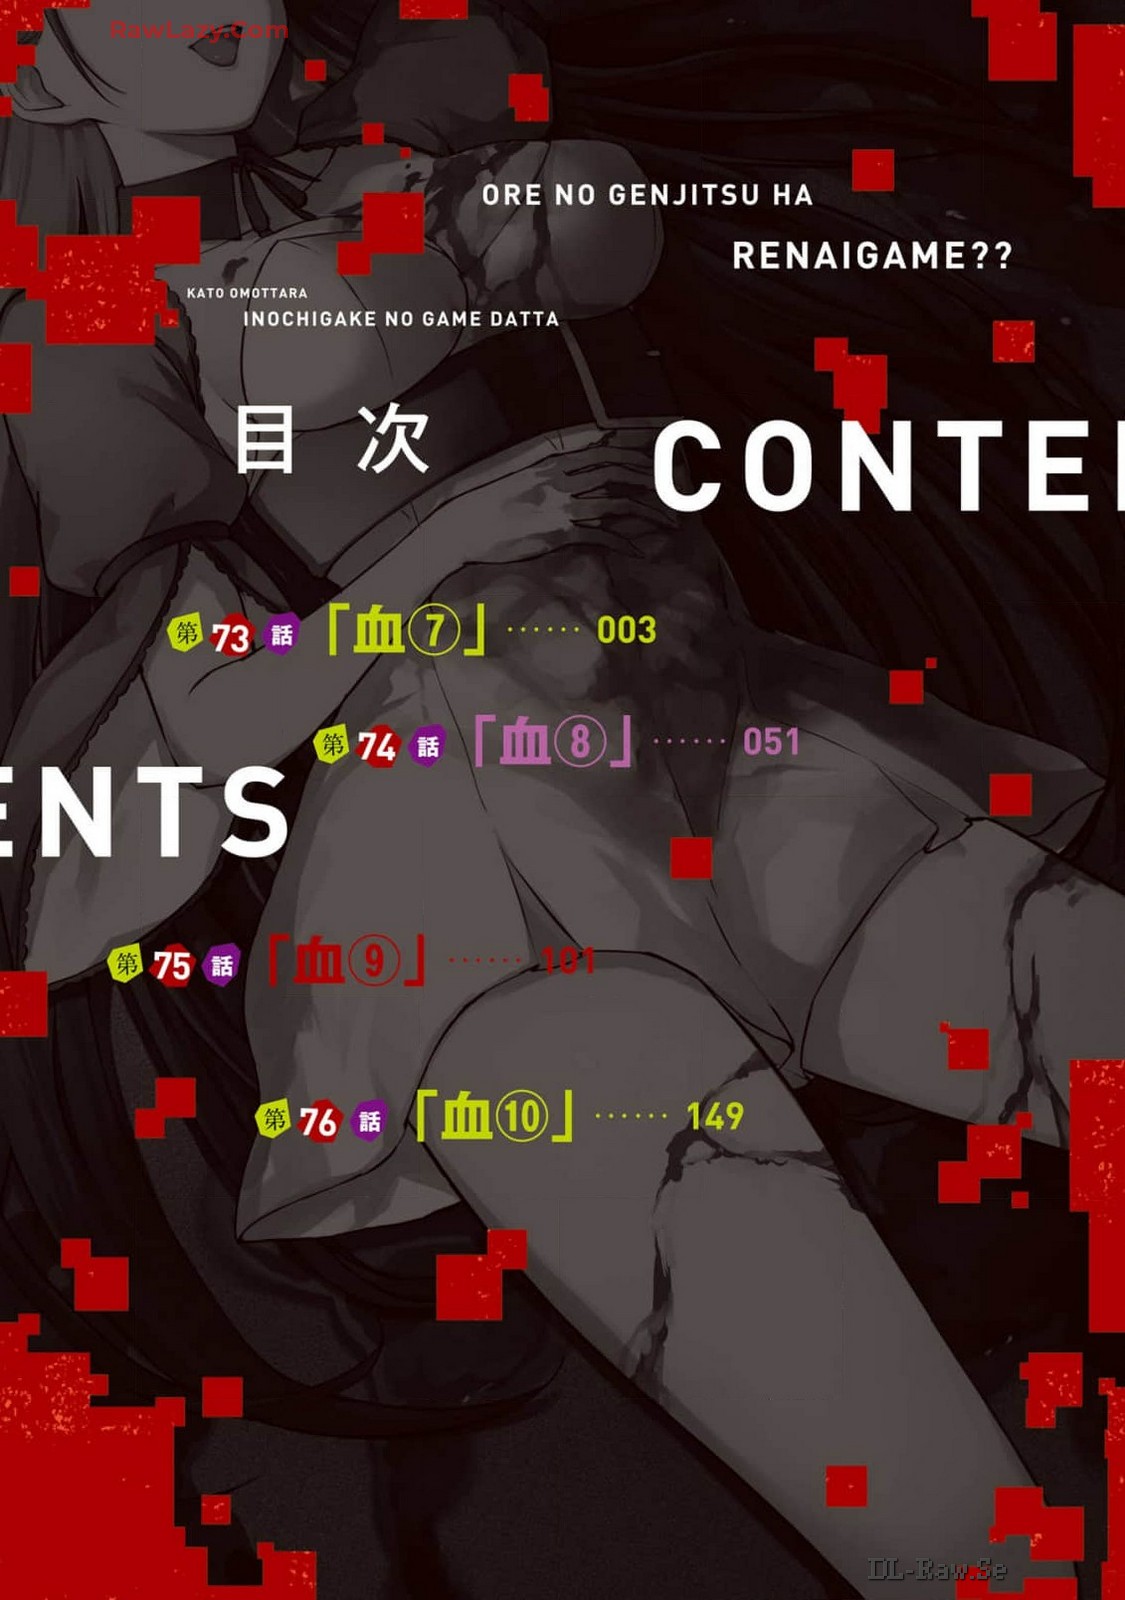 RawLazy.Com
ORE NO GENJITSU HA
RENAIGAME??
KATO OMOTTARA
INOCHIGAKE NO GAME DATTA
目次
CONTE
ENTS
第73話「血⑦」……003
第74話「血⑧」……051
第75話「血⑨」……101
第76話「血⑩」……149
DL-Raw.Se